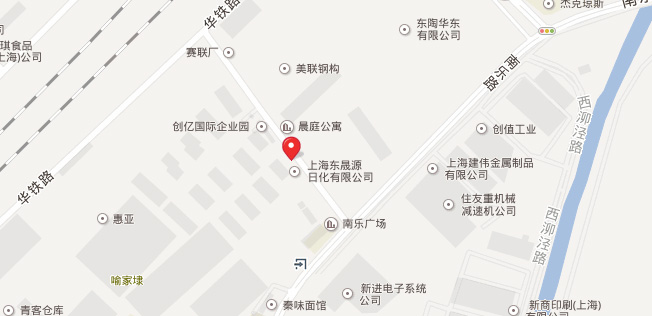 杰克琼斯
南
华铁路
东陶华东
有限公司
司
琪食品
上海)公司
赛联厂
美联钢构
南乐路
西泖泾路
创亿国际企业园
晨庭公寓
创值工业
上海东晟源
日化有限公司
上海建伟金属制品
有限公司
华铁路
住友重机械
减速机公司
惠亚
南乐广场
西泖泾路
喻家埭
新进电子系统
公司
青客仓库
秦味面馆
新商印刷(上海)
有限公司